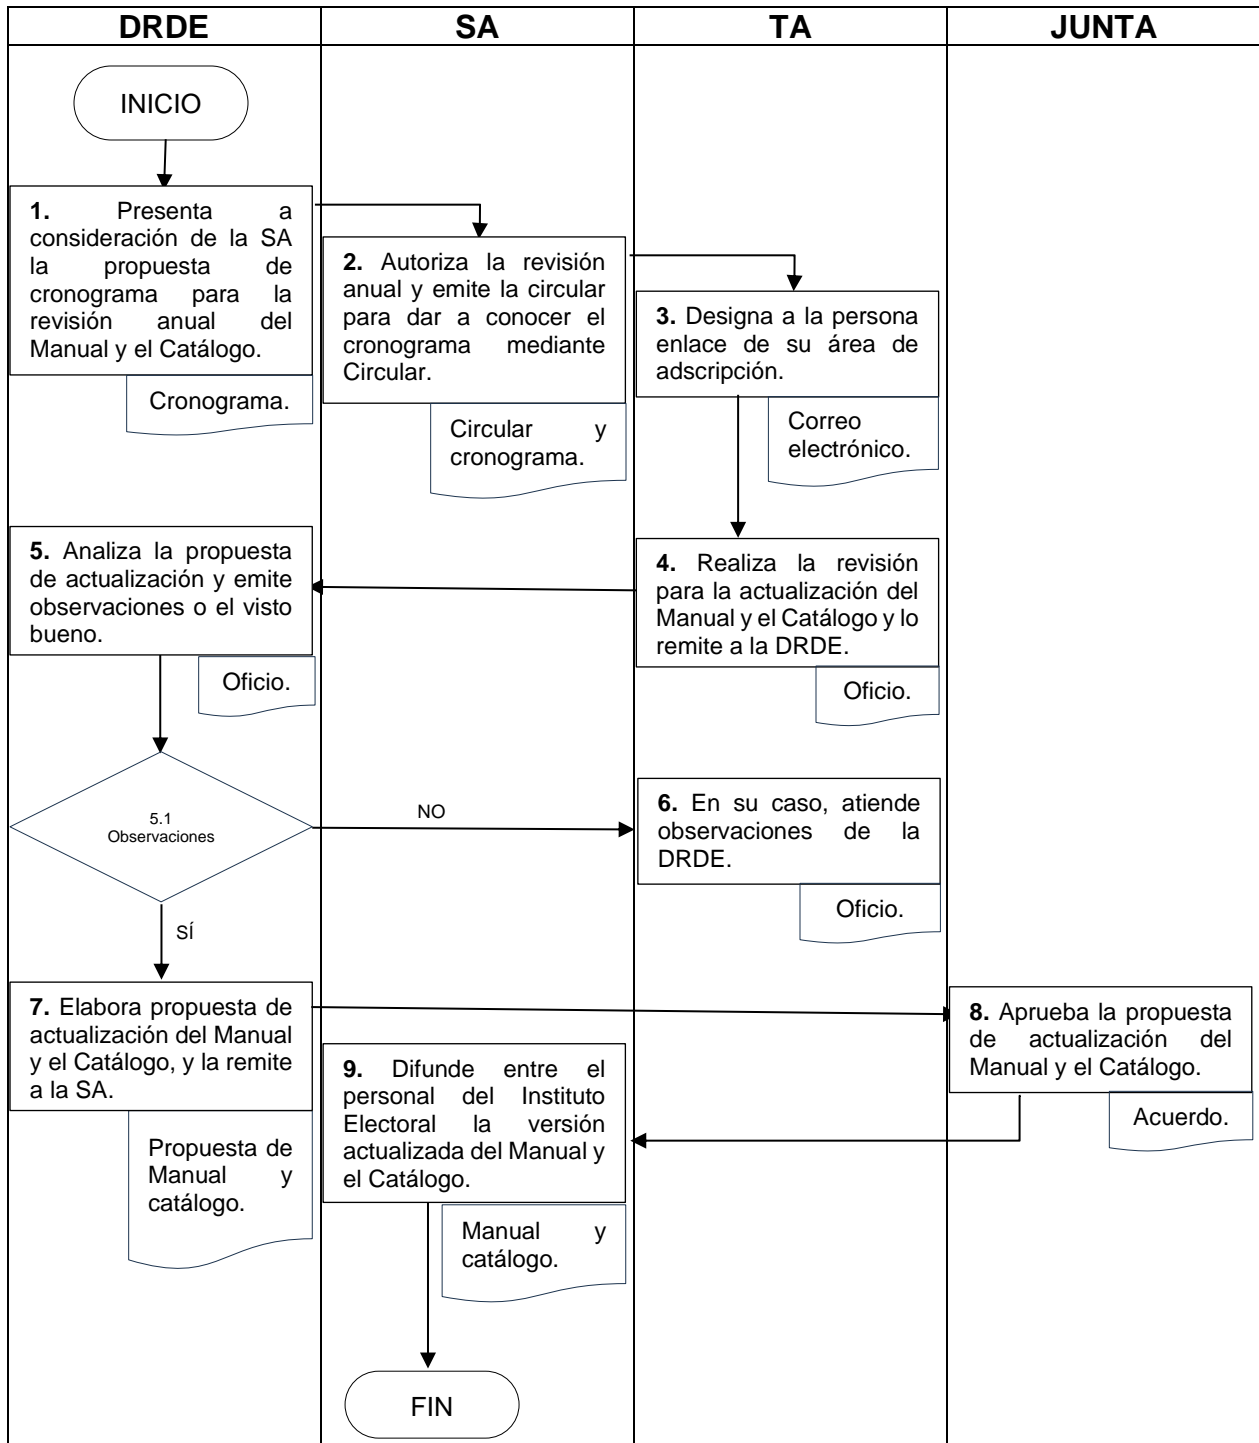 DRDE
SA
TA
JUNTA
INICIO
1. Presenta a
consideración de la SA
la propuesta de
cronograma para la
revisión anual del
Manual y el Catálogo.
Cronograma.
2. Autoriza la revisión
anual y emite la circular
para dar a conocer el
cronograma mediante
Circular.
Circular y
cronograma.
3. Designa a la persona
enlace de su área de
adscripción.
Correo
electrónico.
4. Realiza la revisión
para la actualización del
Manual y el Catálogo y lo
remite a la DRDE.
Oficio.
5. Analiza la propuesta
de actualización y emite
observaciones o el visto
bueno.
Oficio.
5.1
Observaciones
NO
SÍ
6. En su caso, atiende
observaciones de la
DRDE.
Oficio.
7. Elabora propuesta de
actualización del Manual
y el Catálogo, y la remite
a la SA.
Propuesta de
Manual y
catálogo.
8. Aprueba la propuesta
de actualización del
Manual y el Catálogo.
Acuerdo.
9. Difunde entre el
personal del Instituto
Electoral la versión
actualizada del Manual y
el Catálogo.
Manual y
catálogo.
FIN